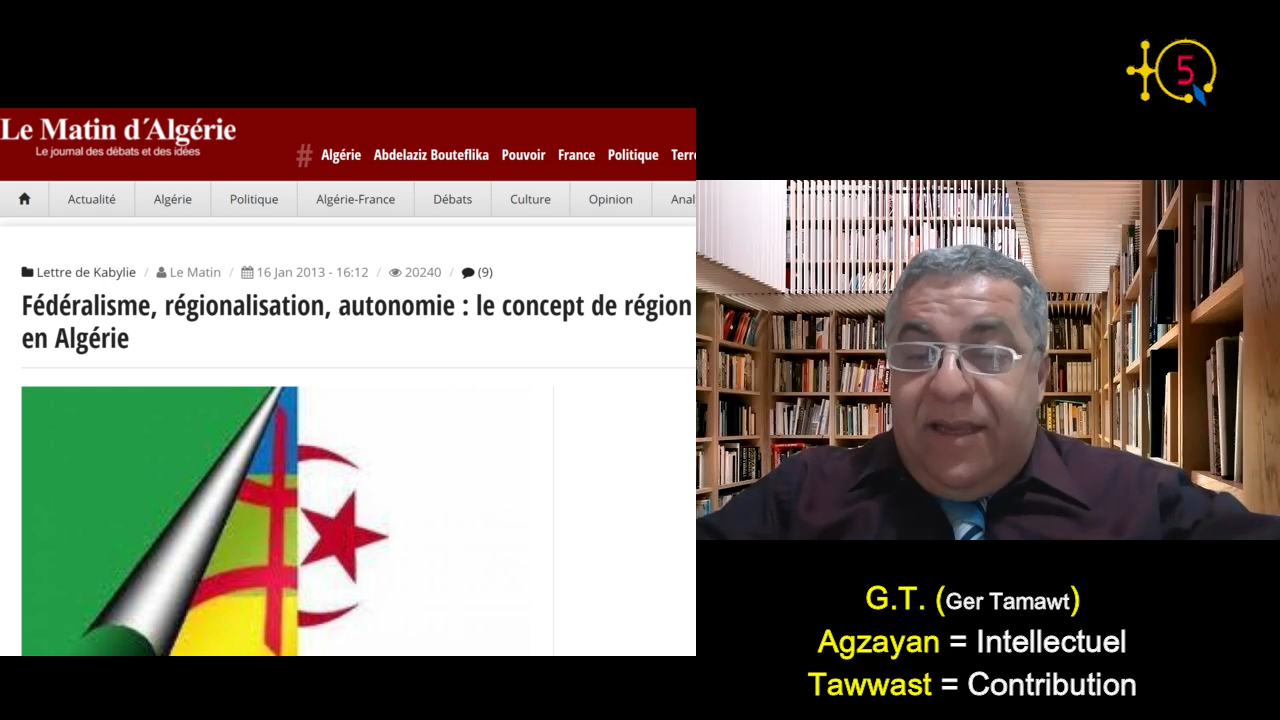 5
Le Matin d´Algérie
Le journal des débats et des idées
# Algérie Abdelaziz Bouteflika Pouvoir France Politique Terre
Actualité Algérie Politique Algérie-France Débats Culture Opinion Anal
Lettre de Kabylie / Le Matin / 16 Jan 2013 - 16:12 / 20240 / (9)
Fédéralisme, régionalisation, autonomie : le concept de région
en Algérie
G.T. (Ger Tamawt)
Agzayan = Intellectuel
Tawwast = Contribution